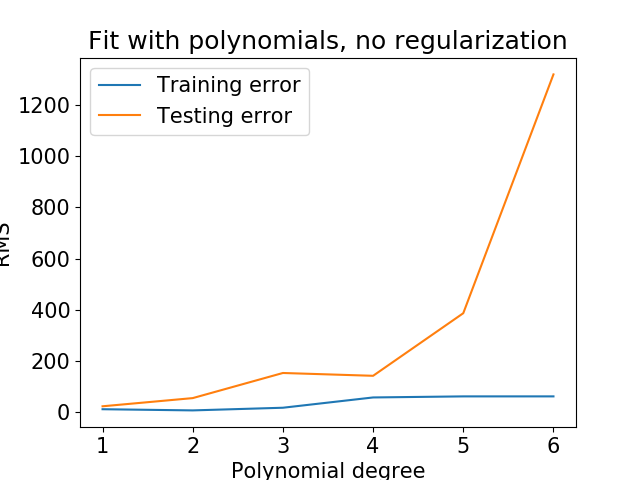 Fit with polynomials, no regularization
Training error
Testing error
1200
1000
800
600
400
200
0
RMS
1 2 3 4 5 6
Polynomial degree